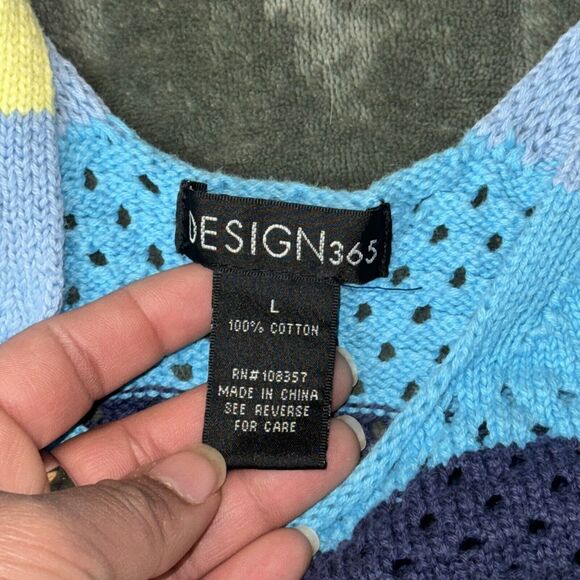 DESIGN365
L
100% COTTON
RN# 108357
MADE IN CHINA
SEE REVERSE
FOR CARE